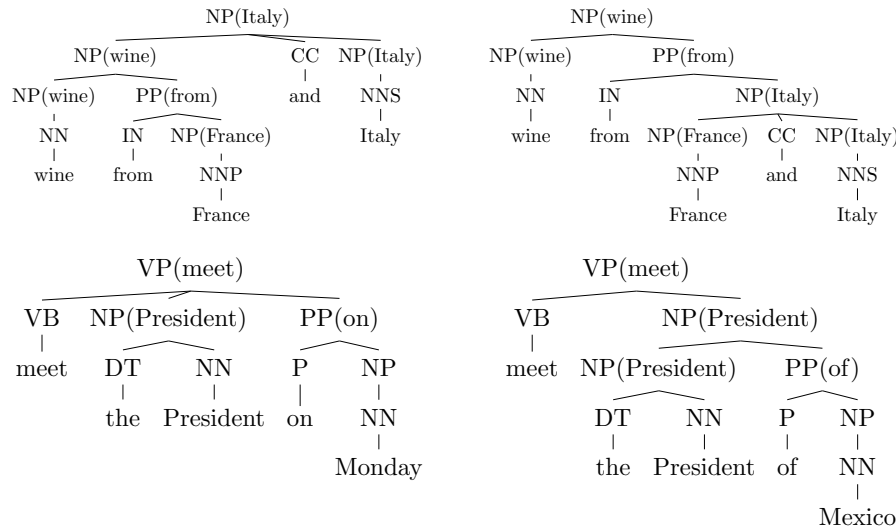 NP(Italy)
NP(wine) CC NP(Italy)
NP(wine) PP(from) and NNS
NN IN NP(France) Italy
wine from NNP
France
NP(wine)
NP(wine) PP(from)
NN IN NP(Italy)
wine from NP(France) CC NP(Italy)
NNP and NNS
France Italy
VP(meet)
VB NP(President) PP(on)
meet DT NN P NP
the President on NN
Monday
VP(meet)
VB NP(President)
meet NP(President) PP(of)
DT NN P NP
the President of NN
Mexico